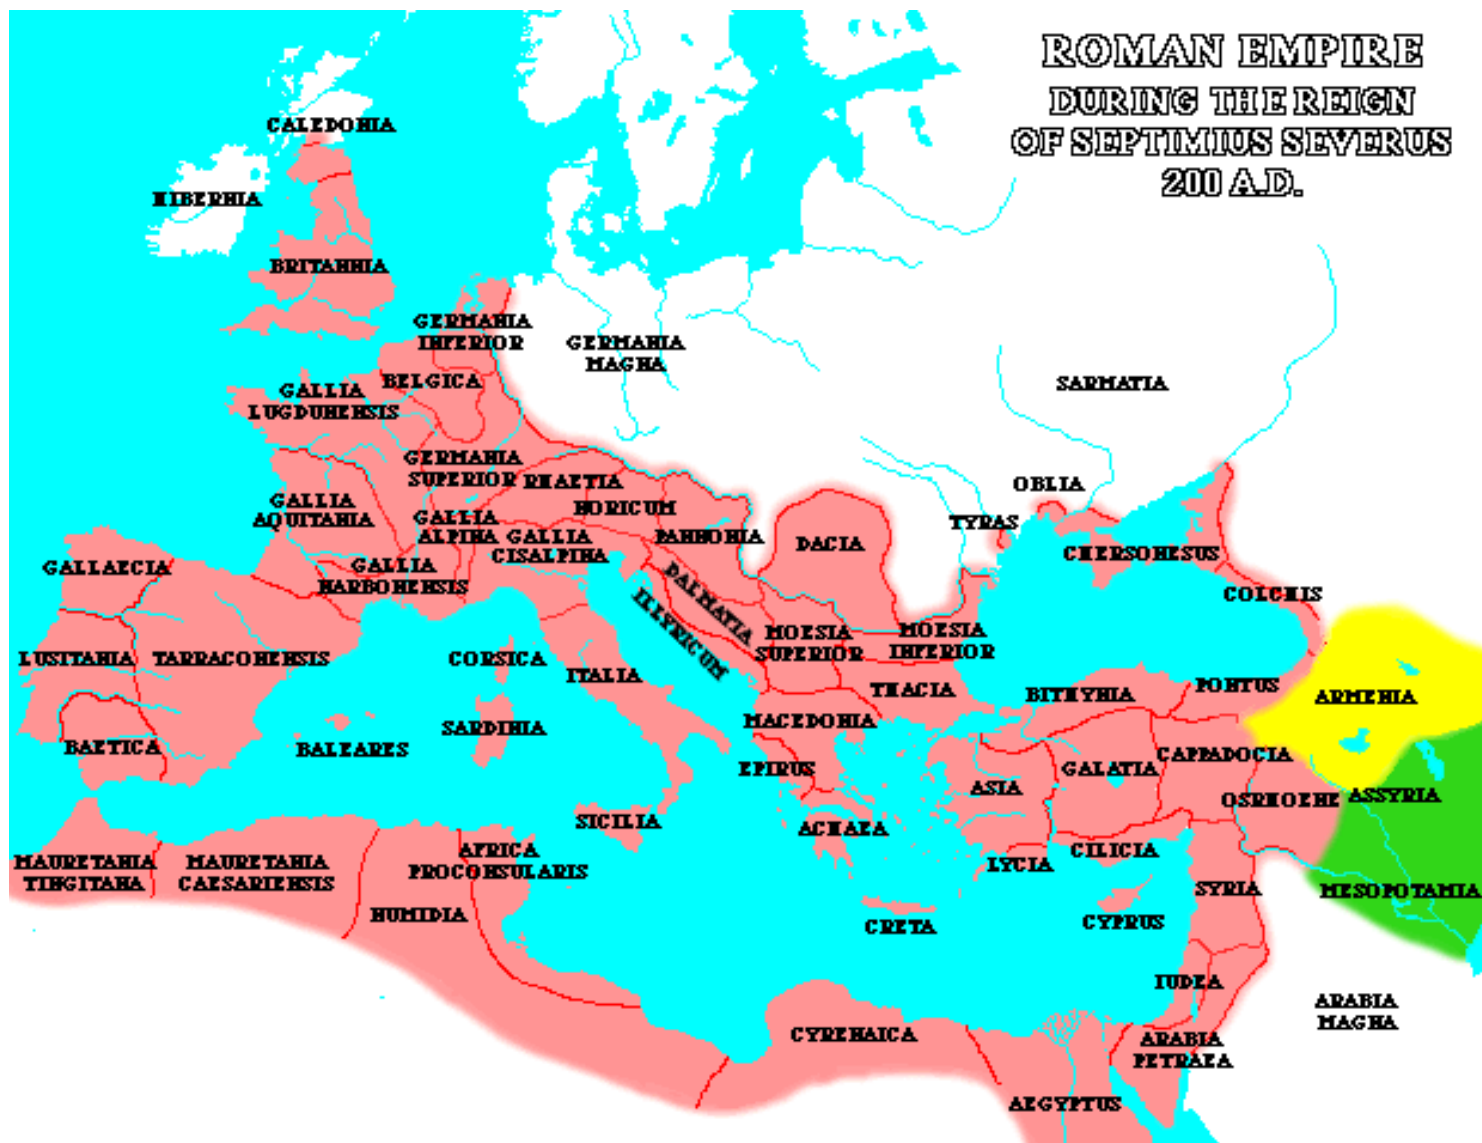 ROMAN EMPIRE
DURING THE REIGN
OF SEPTIMIUS SEVERUS
200 A.D.
CALEDONIA
HIBERNIA
BRITANNIA
GERMANIA
INFERIOR
GERMANIA
MAGNA
BELGICA
SARMATIA
GALLIA
LUGDUNENSIS
GERMANIA
SUPERIOR
RHAETIA
OBLIA
GALLIA
AQUITANIA
NORICUM
GALLIA
ALPINA
GALLIA
CISALPINA
PANNONIA
DACIA
TYRAS
CHERSONESUS
GALLAECIA
GALLIA
NARBONENSIS
DALMATIA
ILLYRICUM
COLCHIS
LUSITANIA
TARRACONENSIS
CORSICA
ITALIA
MOESIA
SUPERIOR
MOESIA
INFERIOR
THACIA
BITHYNIA
PONTUS
ARMENIA
BAETICA
BALEARES
SARDINIA
MACEDONIA
EPIRUS
ASIA
GALATIA
CAPPADOCIA
OSRHOENE
ASSYRIA
SICILIA
ACHAEA
LYCIA
CILICIA
MAURETANIA
TINGITANA
MAURETANIA
CAESARIENSIS
AFRICA
PROCONSULARIS
NUMIDIA
SYRIA
MESOPOTAMIA
CRETA
CYPRUS
IUDEA
ARABIA
MAGNA
CYRENAICA
ARABIA
PETRAEA
AEGYPTUS